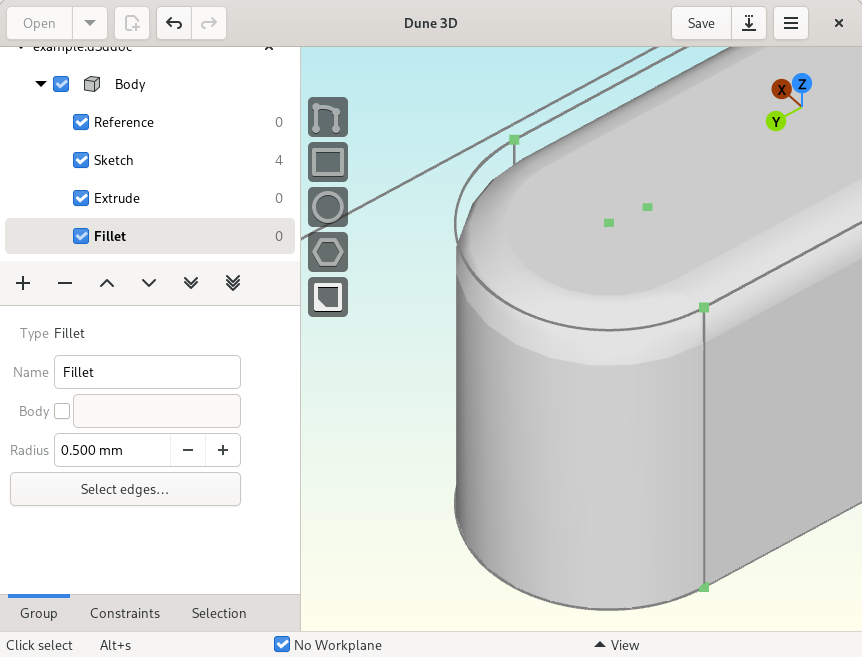 Open
Dune 3D
Save
example.d3ddoc
Body
Reference 0
Sketch 4
Extrude 0
Fillet 0
Type Fillet
Name Fillet
Body
Radius 0.500 mm
Select edges...
Group Constraints Selection
X Z
Y
Click select Alt+s No Workplane View